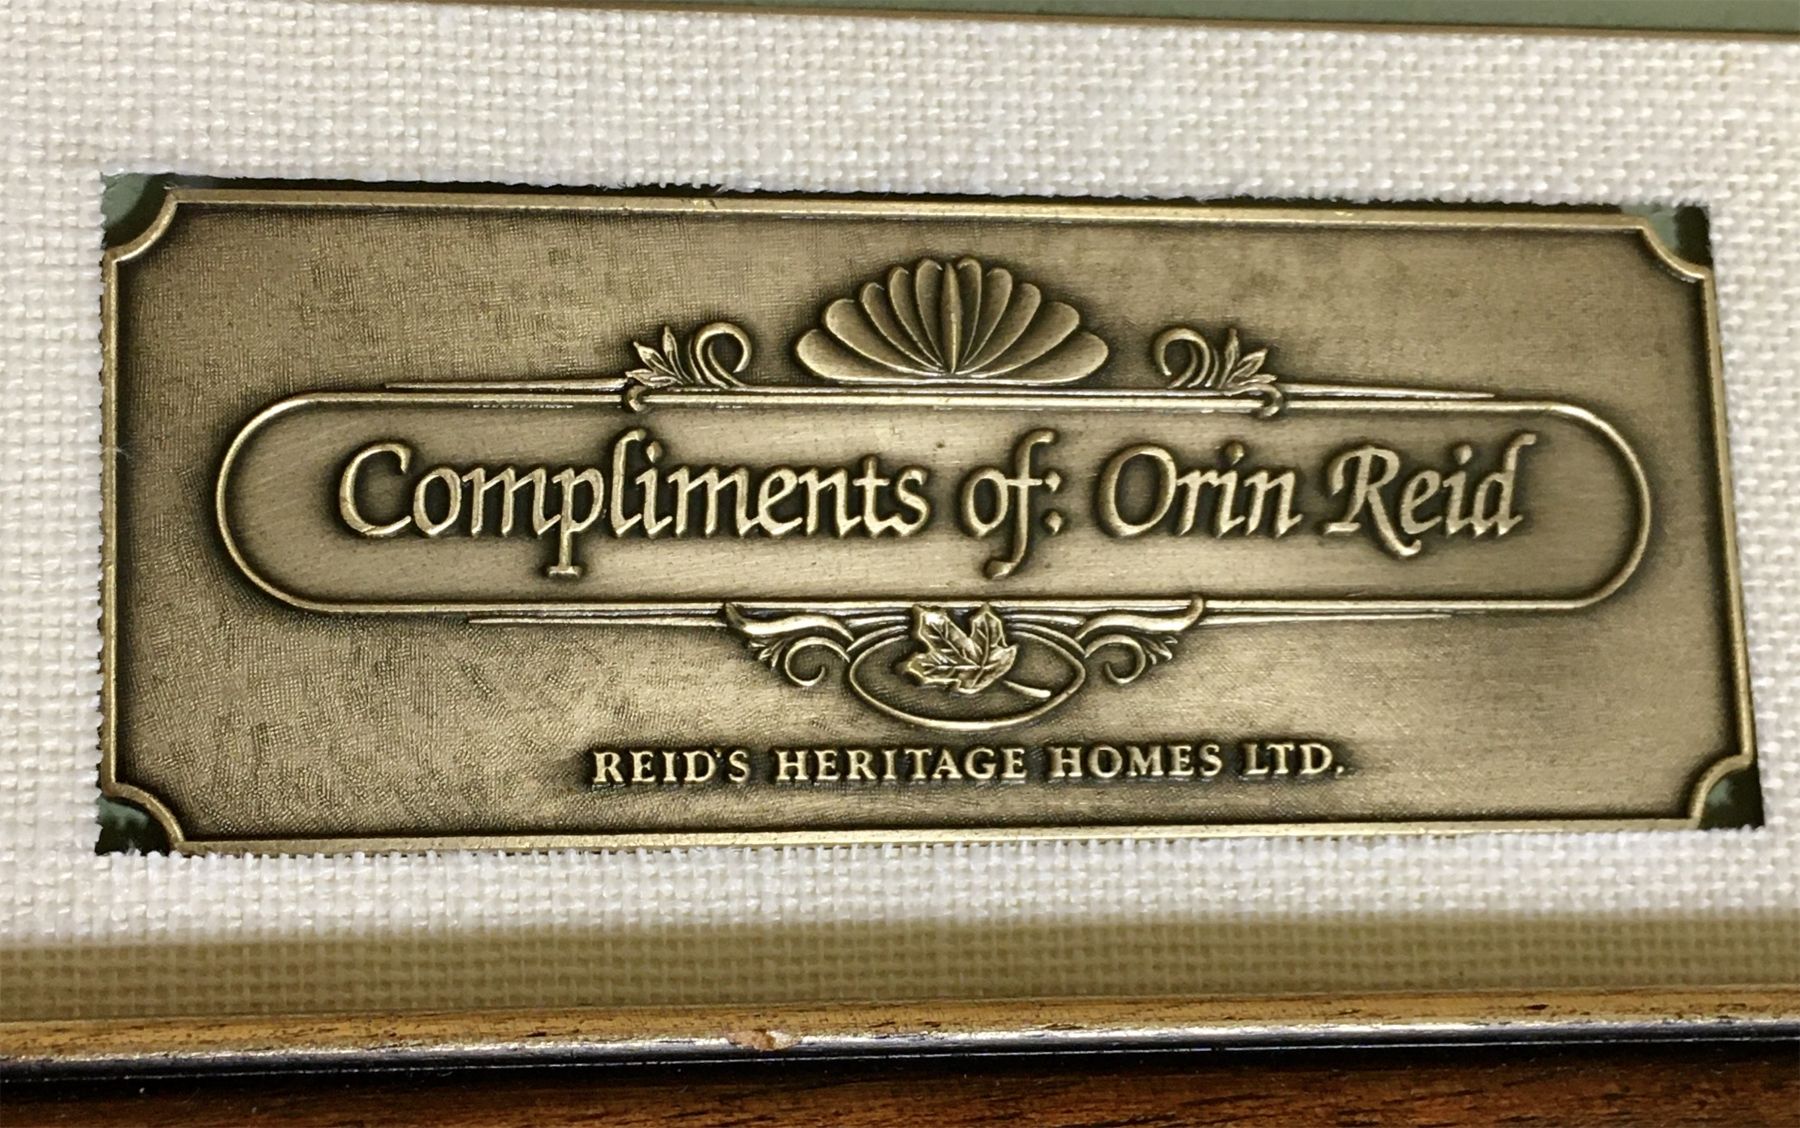 Compliments of: Orin Reid
REID'S HERITAGE HOMES LTD.